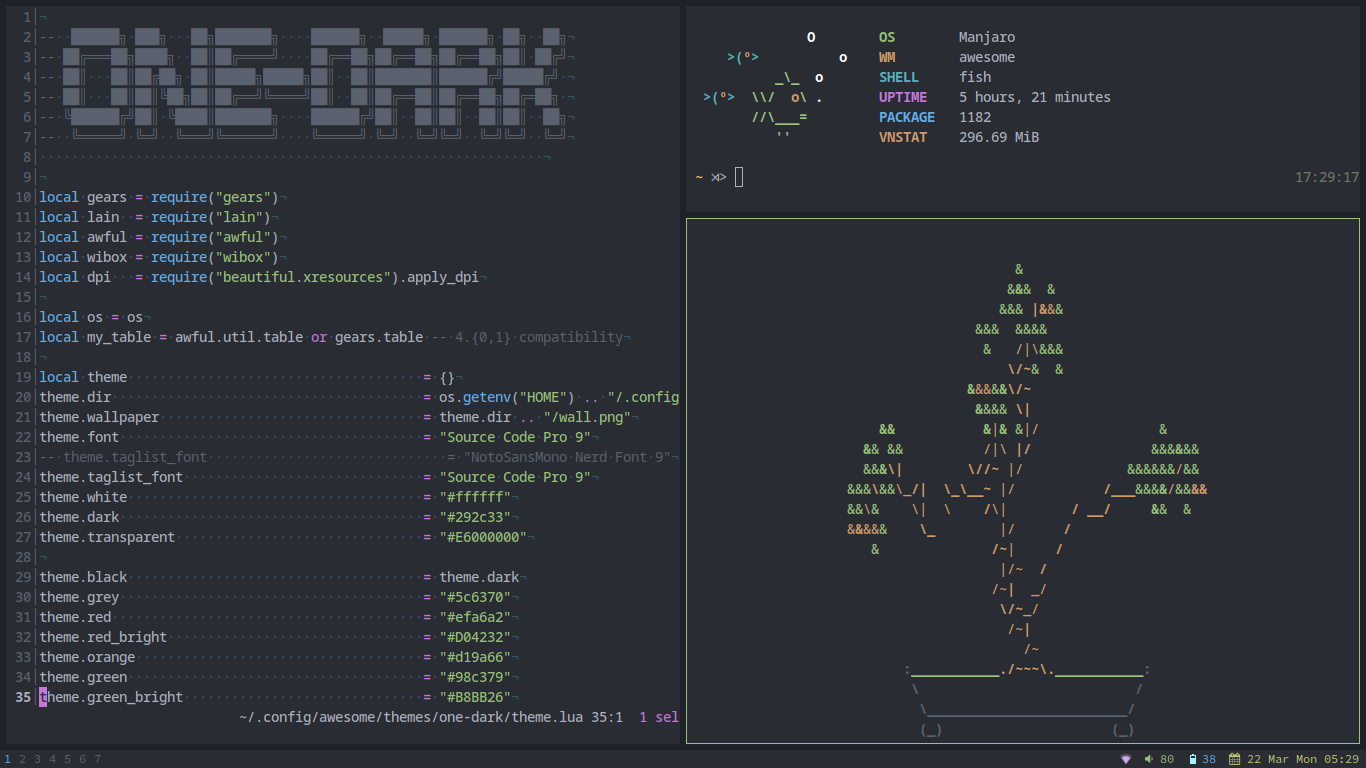 1
2 --
3 --
4 --
5 --
6 --
7 --
8
9
10 local gears = require("gears")
11 local lain = require("lain")
12 local awful = require("awful")
13 local wibox = require("wibox")
14 local dpi = require("beautiful.xresources").apply_dpi
15
16 local os = os
17 local my_table = awful.util.table or gears.table -- 4.{0,1} compatibility
18
19 local theme = {}
20 theme.dir = os.getenv("HOME") .. "/.config
21 theme.wallpaper = theme.dir .. "/wall.png"
22 theme.font = "Source Code Pro 9"
23 -- theme.taglist_font = "NotoSansMono Nerd Font 9"
24 theme.taglist_font = "Source Code Pro 9"
25 theme.white = "#ffffff"
26 theme.dark = "#292c33"
27 theme.transparent = "#E6000000"
28
29 theme.black = theme.dark
30 theme.grey = "#5c6370"
31 theme.red = "#efa6a2"
32 theme.red_bright = "#D04232"
33 theme.orange = "#d19a66"
34 theme.green = "#98c379"
35 theme.green_bright = "#B8BB26"
~/.config/awesome/themes/one-dark/theme.lua 35:1 1 sel
OS Manjaro
WM awesome
SHELL fish
UPTIME 5 hours, 21 minutes
PACKAGE 1182
VNSTAT 296.69 MiB
~
17:29:17
1 2 3 4 5 6 7
80 38 22 Mar Mon 05:29